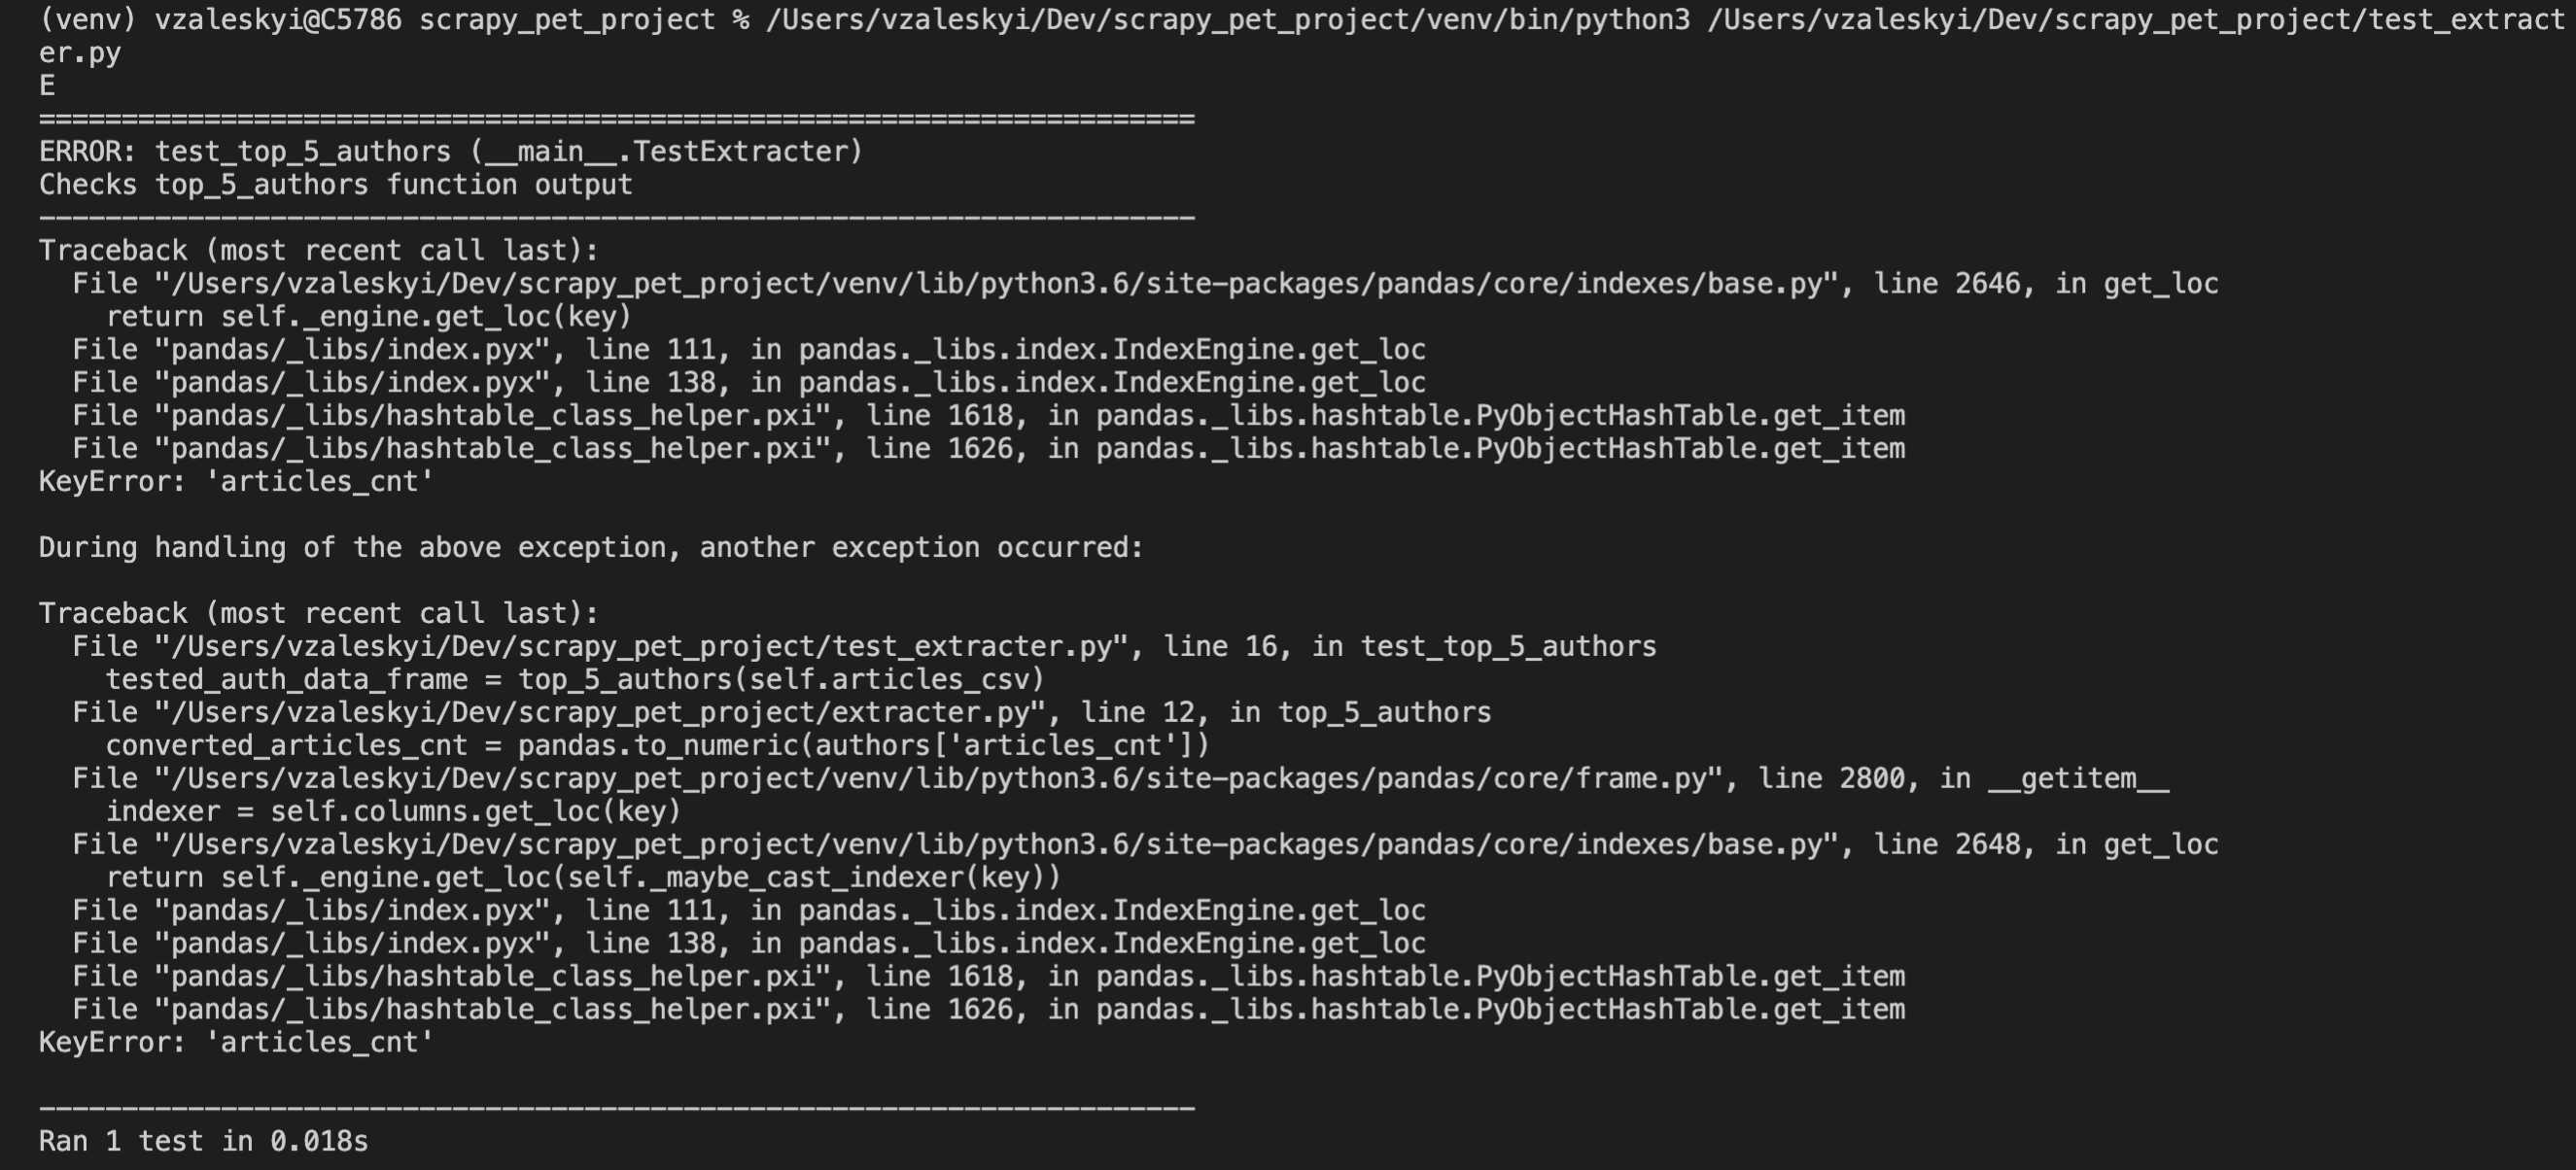 (venv) vzaleskyi@C5786 scrapy_pet_project % /Users/vzaleskyi/Dev/scrapy_pet_project/venv/bin/python3 /Users/vzaleskyi/Dev/scrapy_pet_project/test_extract
er.py
E
======================================================================
ERROR: test_top_5_authors (__main__.TestExtracter)
Checks top_5_authors function output
----------------------------------------------------------------------
Traceback (most recent call last):
  File "/Users/vzaleskyi/Dev/scrapy_pet_project/venv/lib/python3.6/site-packages/pandas/core/indexes/base.py", line 2646, in get_loc
    return self._engine.get_loc(key)
  File "pandas/_libs/index.pyx", line 111, in pandas._libs.index.IndexEngine.get_loc
  File "pandas/_libs/index.pyx", line 138, in pandas._libs.index.IndexEngine.get_loc
  File "pandas/_libs/hashtable_class_helper.pxi", line 1618, in pandas._libs.hashtable.PyObjectHashTable.get_item
  File "pandas/_libs/hashtable_class_helper.pxi", line 1626, in pandas._libs.hashtable.PyObjectHashTable.get_item
KeyError: 'articles_cnt'

During handling of the above exception, another exception occurred:

Traceback (most recent call last):
  File "/Users/vzaleskyi/Dev/scrapy_pet_project/test_extracter.py", line 16, in test_top_5_authors
    tested_auth_data_frame = top_5_authors(self.articles_csv)
  File "/Users/vzaleskyi/Dev/scrapy_pet_project/extracter.py", line 12, in top_5_authors
    converted_articles_cnt = pandas.to_numeric(authors['articles_cnt'])
  File "/Users/vzaleskyi/Dev/scrapy_pet_project/venv/lib/python3.6/site-packages/pandas/core/frame.py", line 2800, in __getitem__
    indexer = self.columns.get_loc(key)
  File "/Users/vzaleskyi/Dev/scrapy_pet_project/venv/lib/python3.6/site-packages/pandas/core/indexes/base.py", line 2648, in get_loc
    return self._engine.get_loc(self._maybe_cast_indexer(key))
  File "pandas/_libs/index.pyx", line 111, in pandas._libs.index.IndexEngine.get_loc
  File "pandas/_libs/index.pyx", line 138, in pandas._libs.index.IndexEngine.get_loc
  File "pandas/_libs/hashtable_class_helper.pxi", line 1618, in pandas._libs.hashtable.PyObjectHashTable.get_item
  File "pandas/_libs/hashtable_class_helper.pxi", line 1626, in pandas._libs.hashtable.PyObjectHashTable.get_item
KeyError: 'articles_cnt'

----------------------------------------------------------------------
Ran 1 test in 0.018s